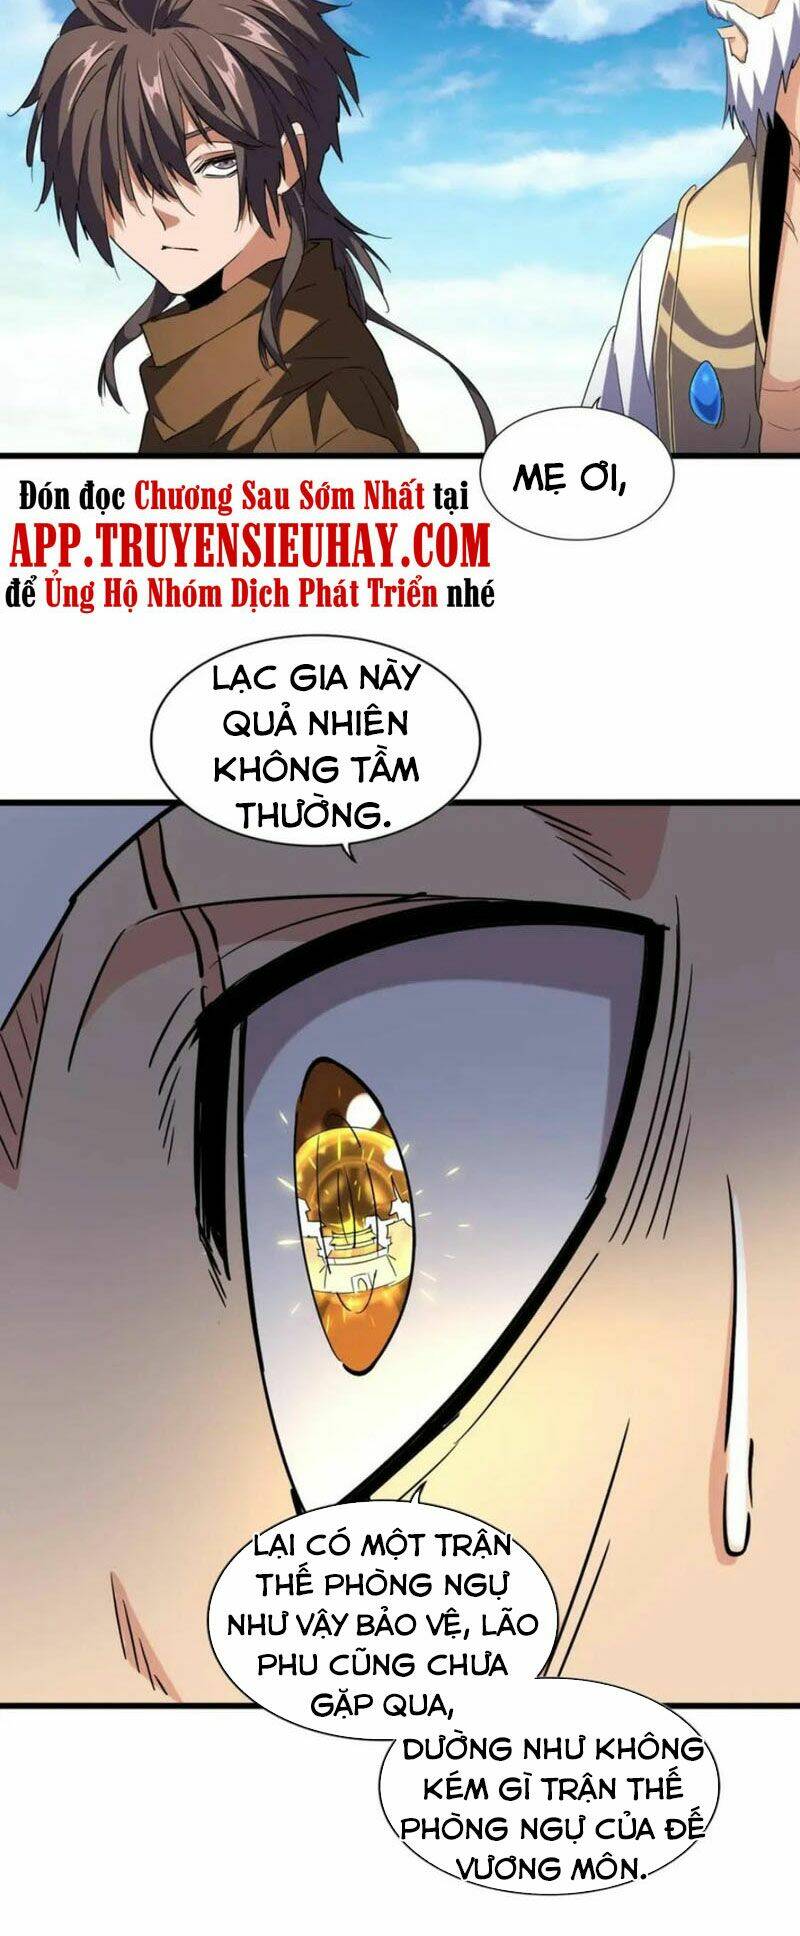 MẸ ƠI,
Đón đọc Chương Sau Sớm Nhất tại
APP.TRUYENSIEUHAY.COM
để Ủng Hộ Nhóm Dịch Phát Triển nhé
LẠC GIA NÀY
QUẢ NHIÊN
KHÔNG TẦM
THƯỜNG.
LẠI CÓ MỘT TRẬN
THẾ PHÒNG NGỰ
NHƯ VẬY BẢO VỆ, LÃO
PHU CŨNG CHƯA
GẶP QUA,
DƯỜNG NHƯ KHÔNG
KÉM GÌ TRẬN THẾ
PHÒNG NGỰ CỦA ĐẾ
VƯƠNG MÔN.